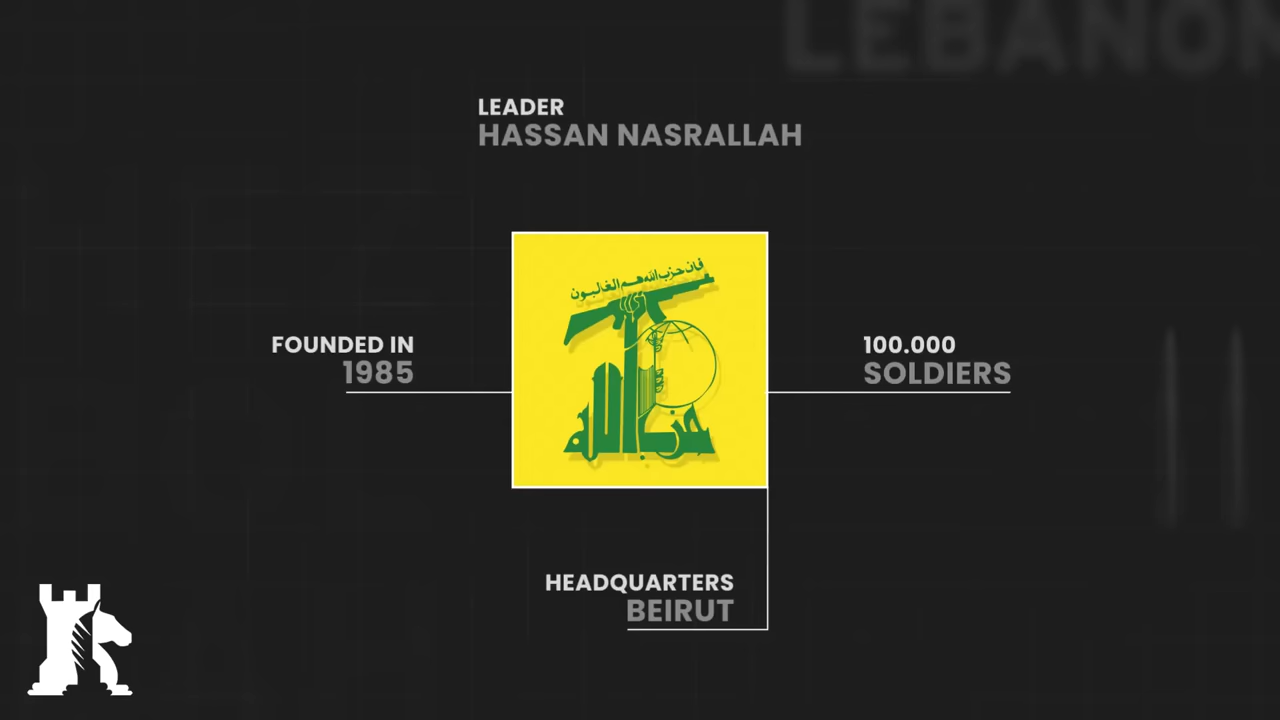 LEBANON
LEADER
HASSAN NASRALLAH
فإن حزب الله هم الغالبون
FOUNDED IN
1985
100.000
SOLDIERS
حزب الله
HEADQUARTERS
BEIRUT